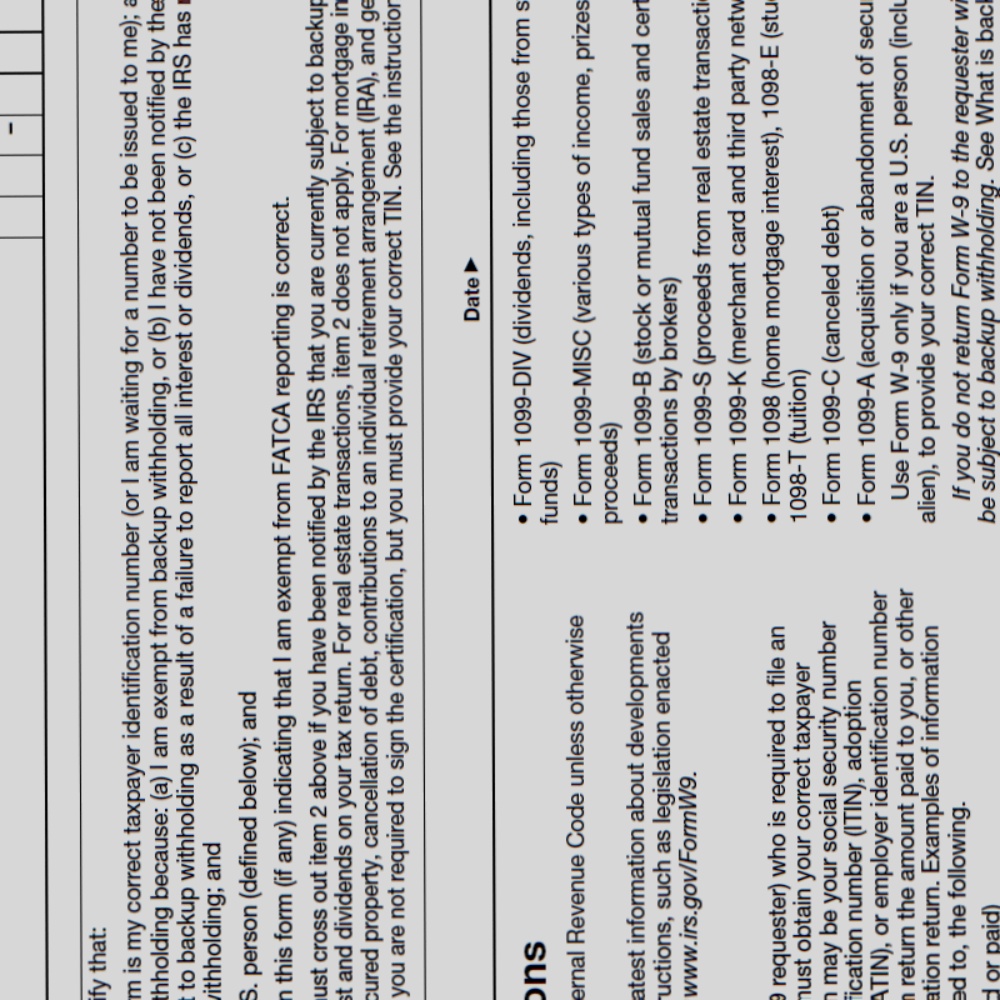 –
ify that:
rm is my correct taxpayer identification number (or I am waiting for a number to be issued to me); a
thholding because: (a) I am exempt from backup withholding, or (b) I have not been notified by the
t to backup withholding as a result of a failure to report all interest or dividends, or (c) the IRS has
withholding; and
S. person (defined below); and
n this form (if any) indicating that I am exempt from FATCA reporting is correct.
ust cross out item 2 above if you have been notified by the IRS that you are currently subject to backup
st and dividends on your tax return. For real estate transactions, item 2 does not apply. For mortgage in
cured property, cancellation of debt, contributions to an individual retirement arrangement (IRA), and ge
you are not required to sign the certification, but you must provide your correct TIN. See the instruction
Date ▶
ons
ernal Revenue Code unless otherwise
atest information about developments
ructions, such as legislation enacted
www.irs.gov/FormW9.
9 requester) who is required to file an
must obtain your correct taxpayer
n may be your social security number
fication number (ITIN), adoption
ATIN), or employer identification number
n return the amount paid to you, or other
ation return. Examples of information
ed to, the following.
d or paid)
• Form 1099-DIV (dividends, including those from s
funds)
• Form 1099-MISC (various types of income, prizes
proceeds)
• Form 1099-B (stock or mutual fund sales and cert
transactions by brokers)
• Form 1099-S (proceeds from real estate transactio
• Form 1099-K (merchant card and third party netw
• Form 1098 (home mortgage interest), 1098-E (stu
1098-T (tuition)
• Form 1099-C (canceled debt)
• Form 1099-A (acquisition or abandonment of secu
Use Form W-9 only if you are a U.S. person (inclu
alien), to provide your correct TIN.
If you do not return Form W-9 to the requester wi
be subject to backup withholding. See What is back